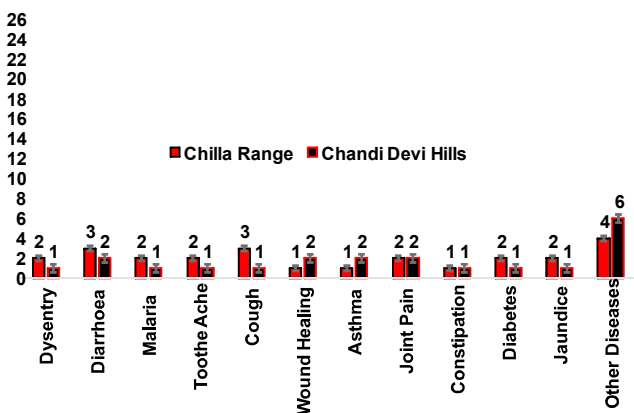 26
24
22
20
18
16
14
12
10
8
6
4
2
0
Chilla Range Chandi Devi Hills
2 1 3 2 2 1 2 1 3 1 1 2 1 2 2 2 1 1 2 1 2 1 4 6
Dysentry
Diarrhoea
Malaria
Toothe Ache
Cough
Wound Healing
Asthma
Joint Pain
Constipation
Diabetes
Jaundice
Other Diseases